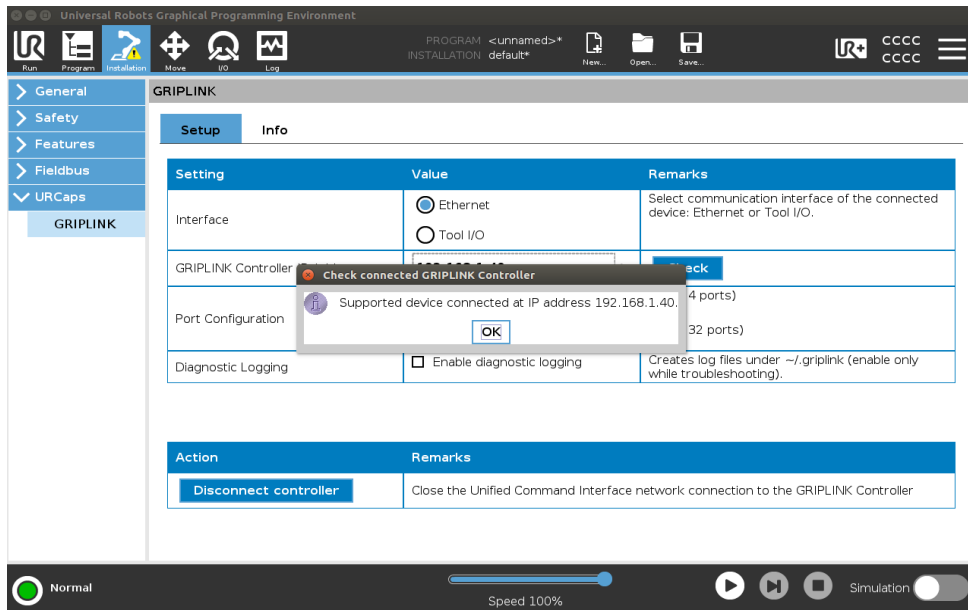 Universal Robots Graphical Programming Environment
PROGRAM <unnamed>*
INSTALLATION default*
Run
Program
Installation
Move
I/O
Log
New...
Open...
Save...
UR+
CCCC
CCCC
General
Safety
Features
Fieldbus
URCaps
GRIPLINK
GRIPLINK
Setup Info
Setting Value Remarks
Interface
Ethernet
Tool I/O
Select communication interface of the connected
device: Ethernet or Tool I/O.
GRIPLINK Controller
Check connected GRIPLINK Controller
Supported device connected at IP address 192.168.1.40.
OK
Port Configuration
4 ports)
32 ports)
Diagnostic Logging
Enable diagnostic logging
Creates log files under ~/.griplink (enable only
while troubleshooting).
Action Remarks
Disconnect controller
Close the Unified Command Interface network connection to the GRIPLINK Controller
Normal
Speed 100%
Simulation